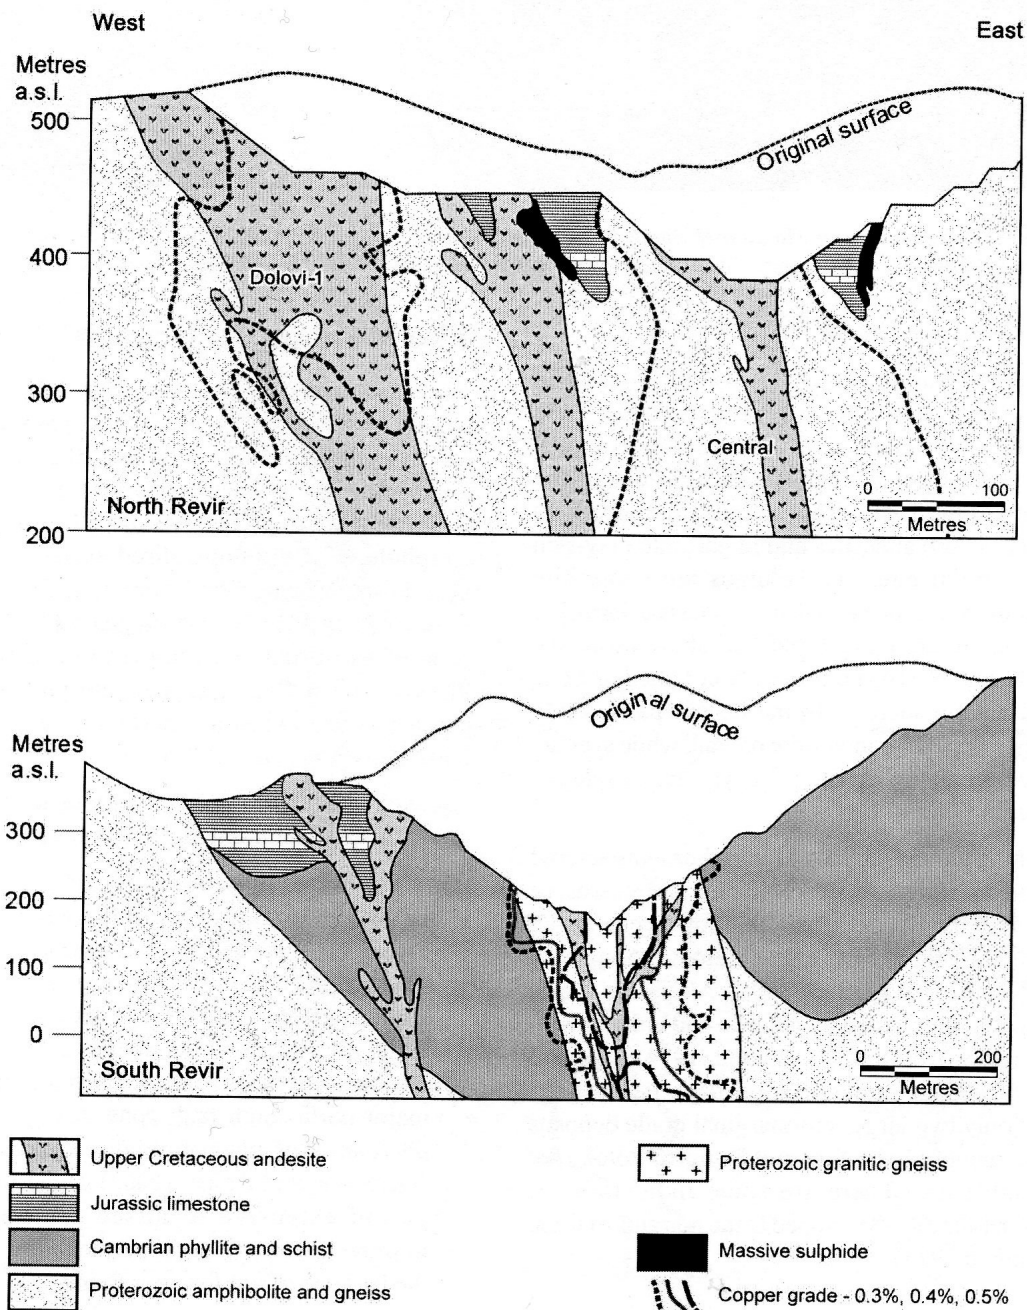 West
East
Metres
a.s.l.
500
400
300
200
Original surface
Dolovi-1
Central
North Revir
0 100
Metres
Metres
a.s.l.
300
200
100
0
Original surface
South Revir
0 200
Metres
Upper Cretaceous andesite
Jurassic limestone
Cambrian phyllite and schist
Proterozoic amphibolite and gneiss
Proterozoic granitic gneiss
Massive sulphide
Copper grade - 0.3%, 0.4%, 0.5%